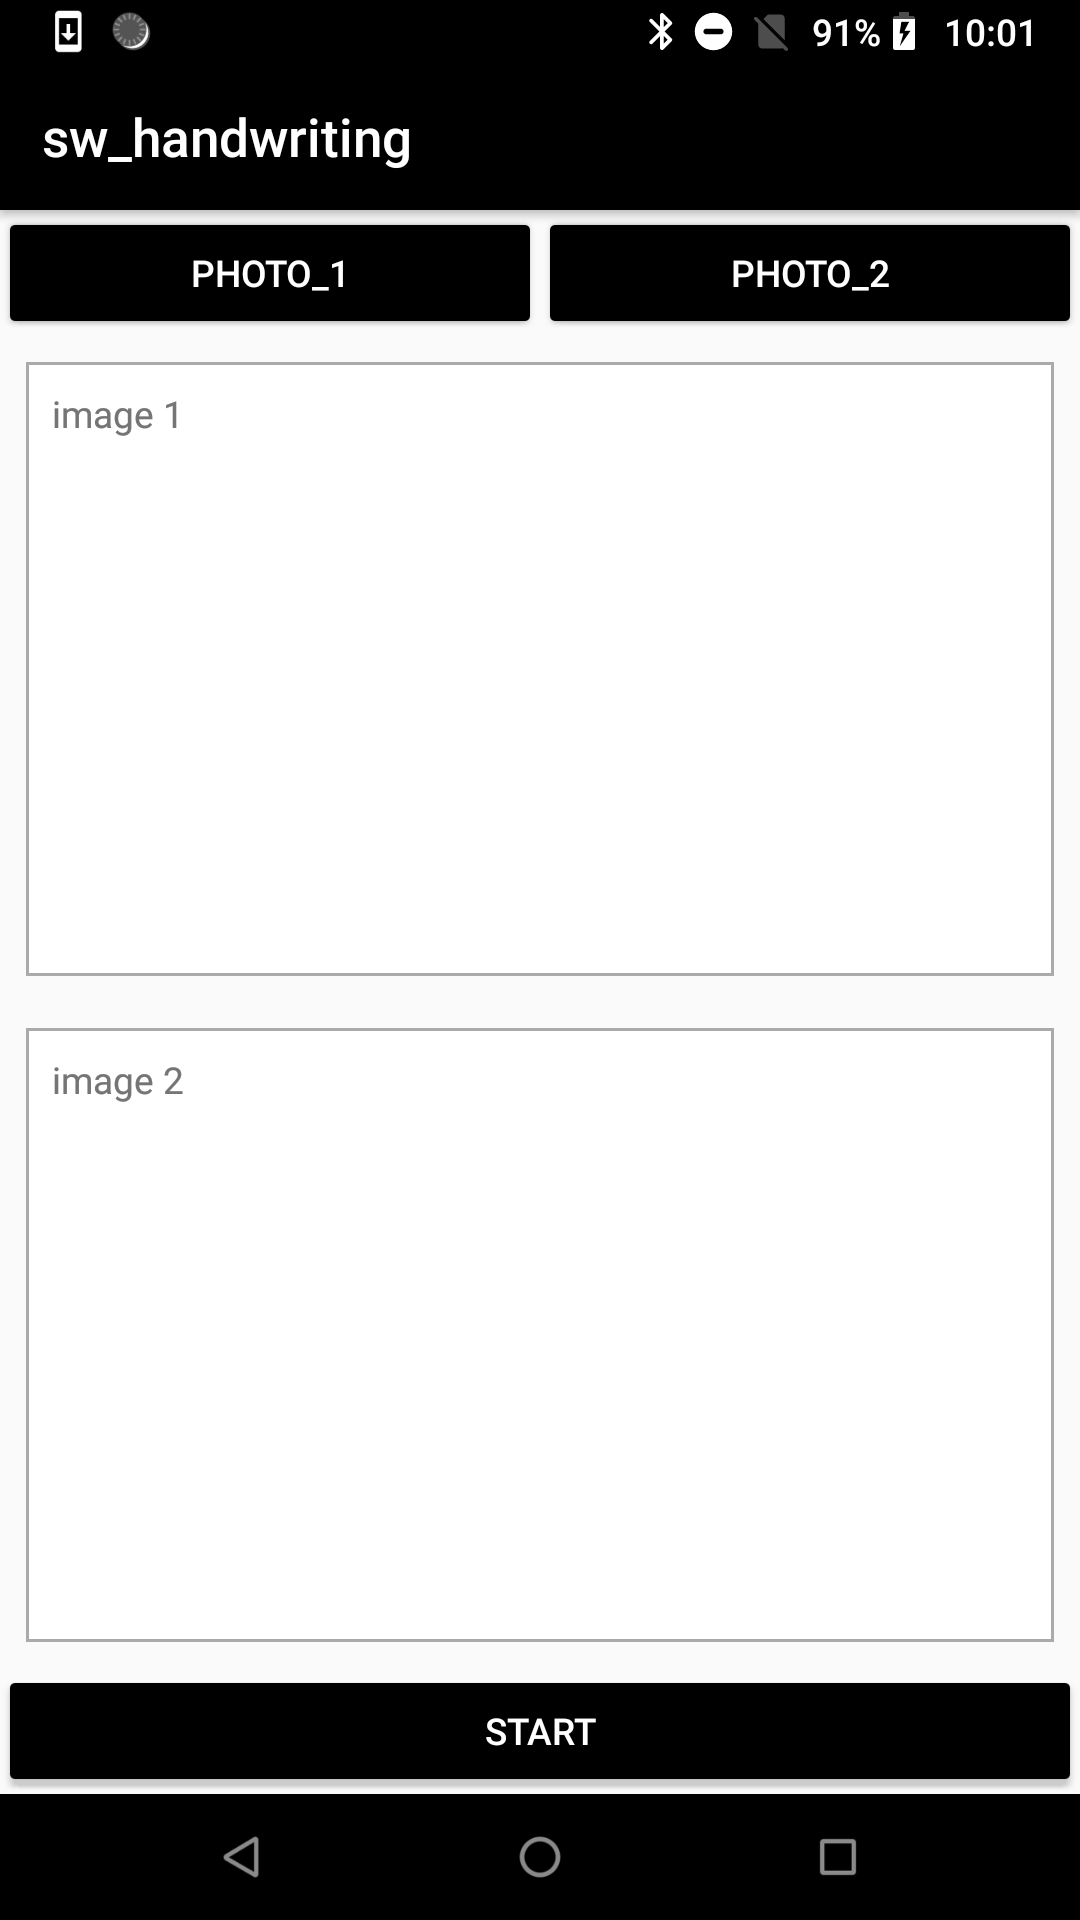 91% 10:01
sw_handwriting
PHOTO_1 PHOTO_2
image 1
image 2
START